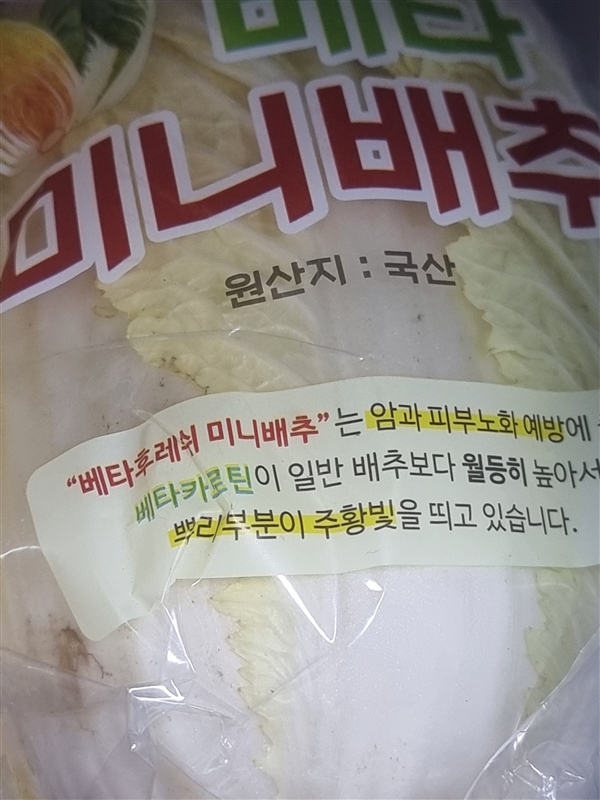 베타
미니배추
원산지 : 국산
“베타후레쉬 미니배추”는 암과 피부노화 예방에
베타카로틴이 일반 배추보다 월등히 높아서
뿌리부분이 주황빛을 띄고 있습니다.